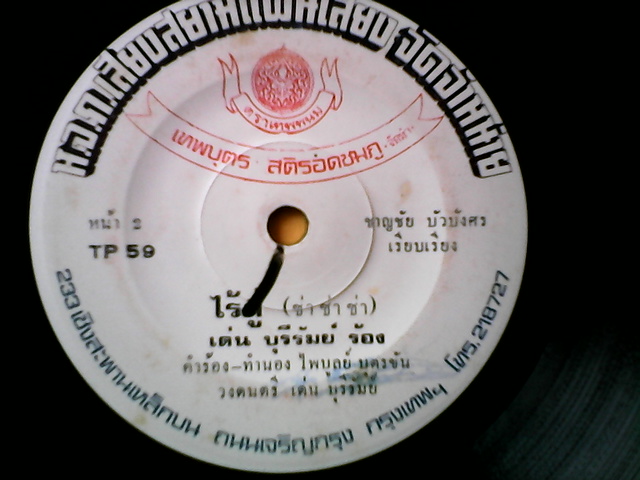 หจก.เสียงสยามแผ่นเสียง จัดจำหน่าย
ตราเทพพนม
เทพบุตร สติรอดชมภู
หน้า 2
TP 59
ชาญชัย บัวบังศร
เรียบเรียง
ไร้คู่ (ช่า ช่า ช่า)
เด่น บุรีรัมย์ ร้อง
คำร้อง-ทำนอง ไพบูลย์ บุตรขัน
วงดนตรี เด่น บุรีรัมย์
233 เชิงสะพานเหล็กบน ถนนเจริญกรุง กรุงเทพฯ โทร.218727